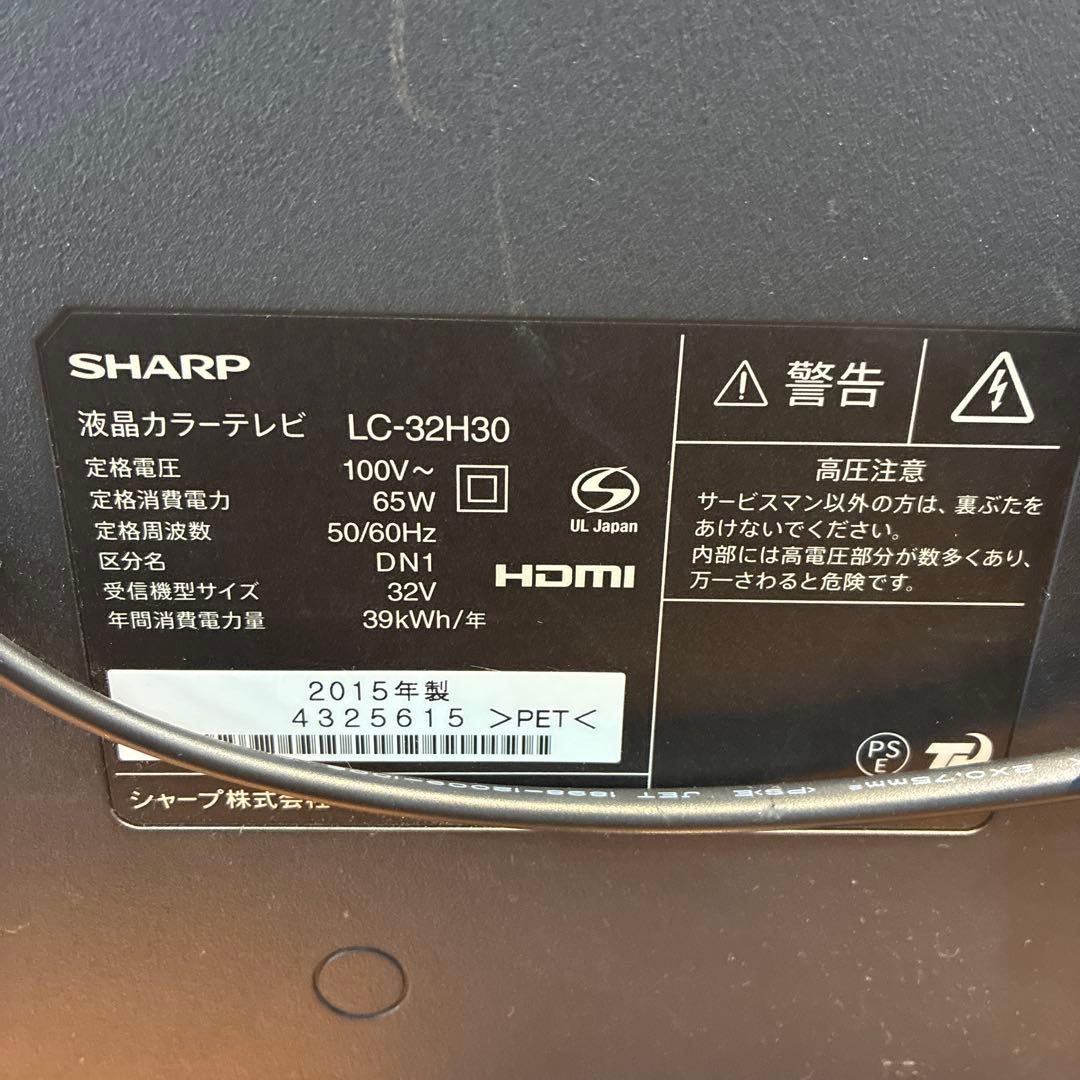 SHARP
液晶カラーテレビ LC-32H30
定格電圧 100V～
定格消費電力 65W
定格周波数 50/60Hz
区分名 DN1
受信機型サイズ 32V
年間消費電力量 39kWh/年
UL Japan
HDMI
2015年製
4325615 >PET<
シャープ株式会社
警告
高圧注意
サービスマン以外の方は、裏ぶたを
あけないでください。
内部には高電圧部分が数多くあり、
万一さわると危険です。
PS
E
2X0.75mm²
JET